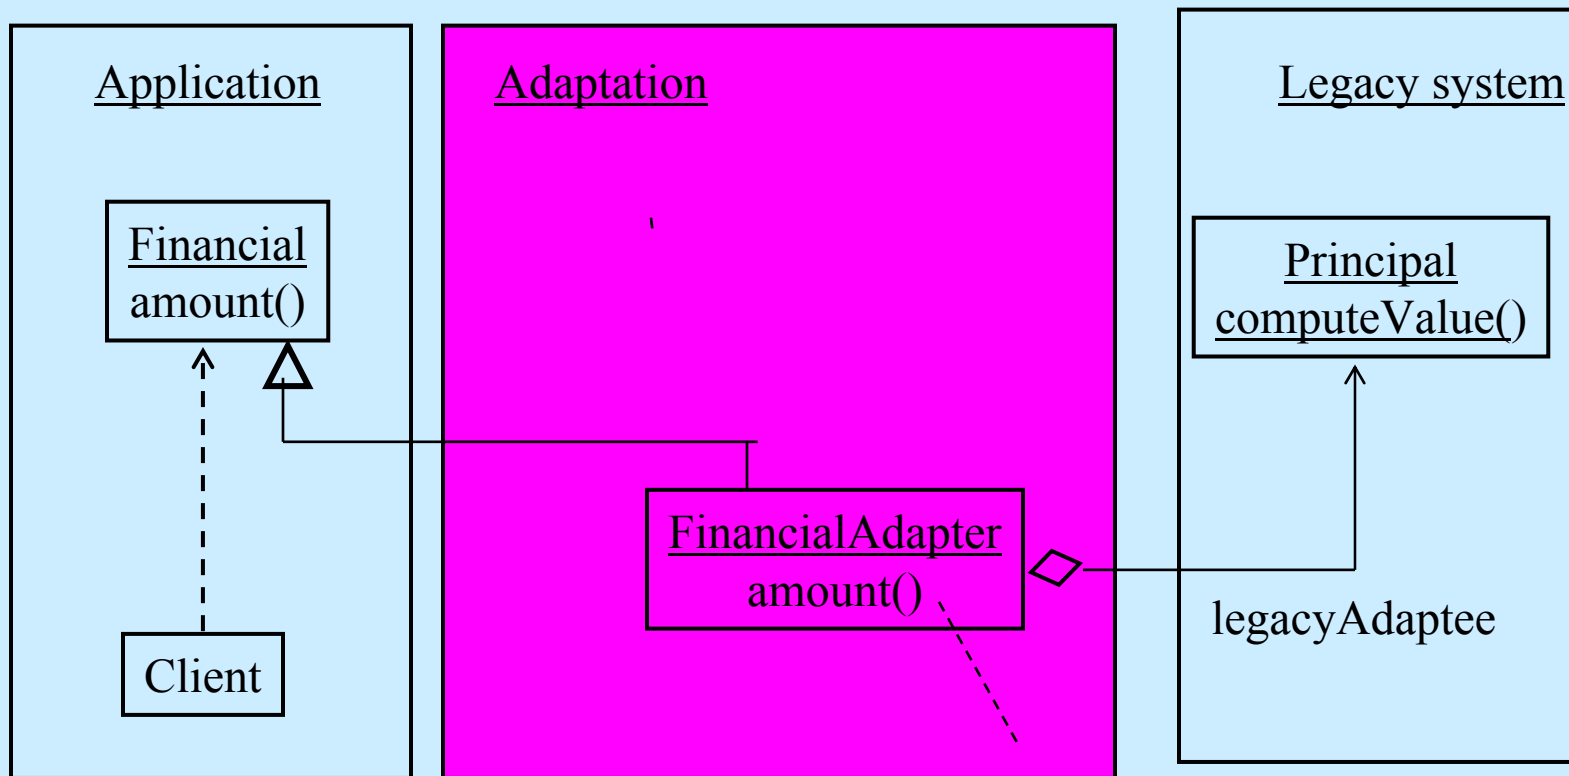 Application
Adaptation
Legacy system
Financial
amount()
Principal
computeValue()
FinancialAdapter
amount()
legacyAdaptee
Client